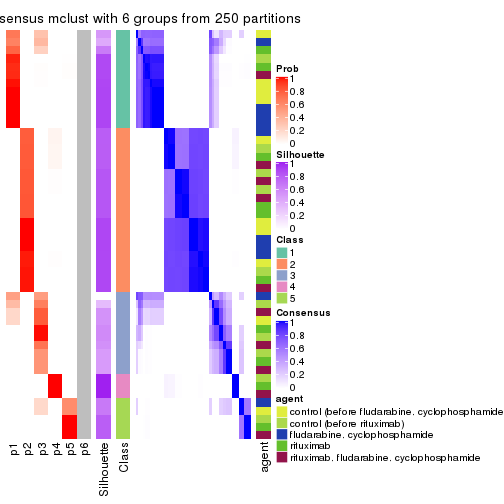 sensus mclust with 6 groups from 250 partitions
Prob
1
0.8
0.6
0.4
0.2
0
Silhouette
1
0.8
0.6
0.4
0.2
0
Class
1
2
3
4
5
Consensus
1
0.8
0.6
0.4
0.2
0
agent
control (before fludarabine. cyclophosphamide
control (before rituximab)
fludarabine. cyclophosphamide
rituximab
rituximab. fludarabine. cyclophosphamide
p1
p2
p3
p4
p5
p6
Silhouette
Class
agent